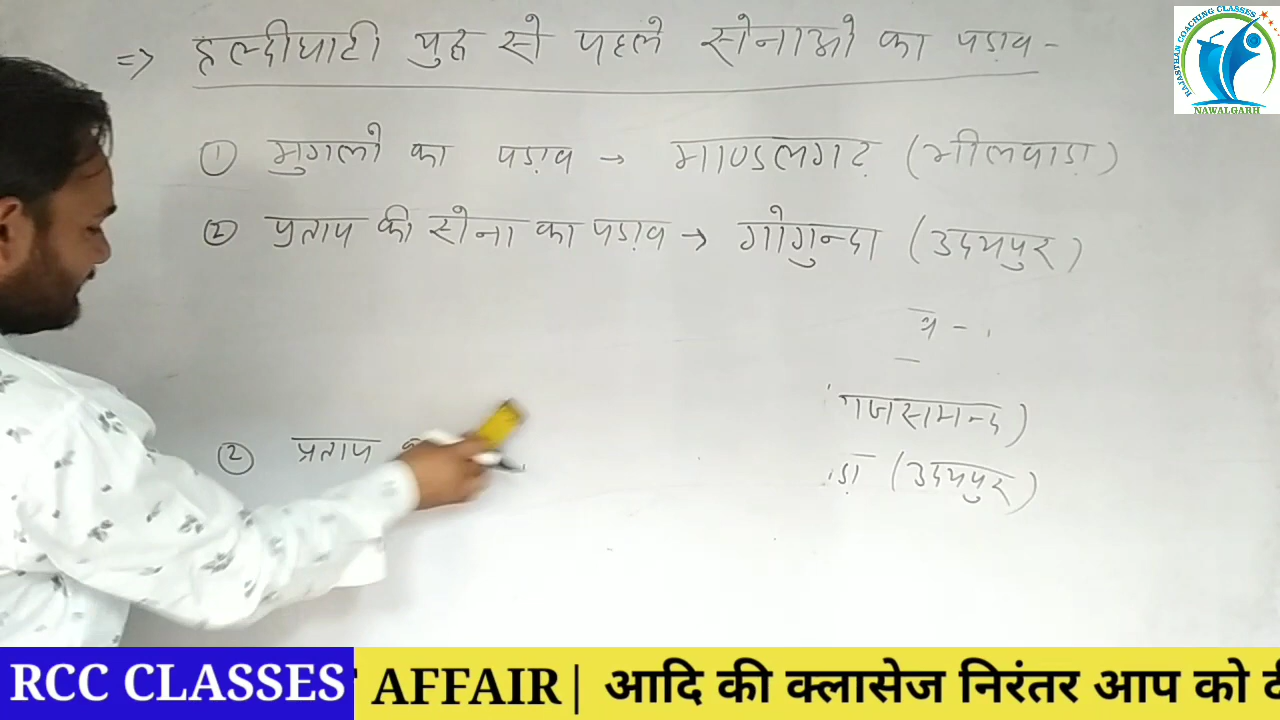 ⇒ हल्दीघाटी युद्ध से पहले सेनाओ का पड़ाव -
① मुगलो का पड़ाव → माण्डलगढ़ (भीलवाड़ा)
② प्रताप की सेना का पडाव → गोगुन्दा (उदयपुर)
जसमन्द)
② प्रताप
ड़ा (उदयपुर)
RAJASTHAN COACHING CLASSES
NAWALGARH
RCC CLASSES AFFAIR| आदि की क्लासेज निरंतर आप को